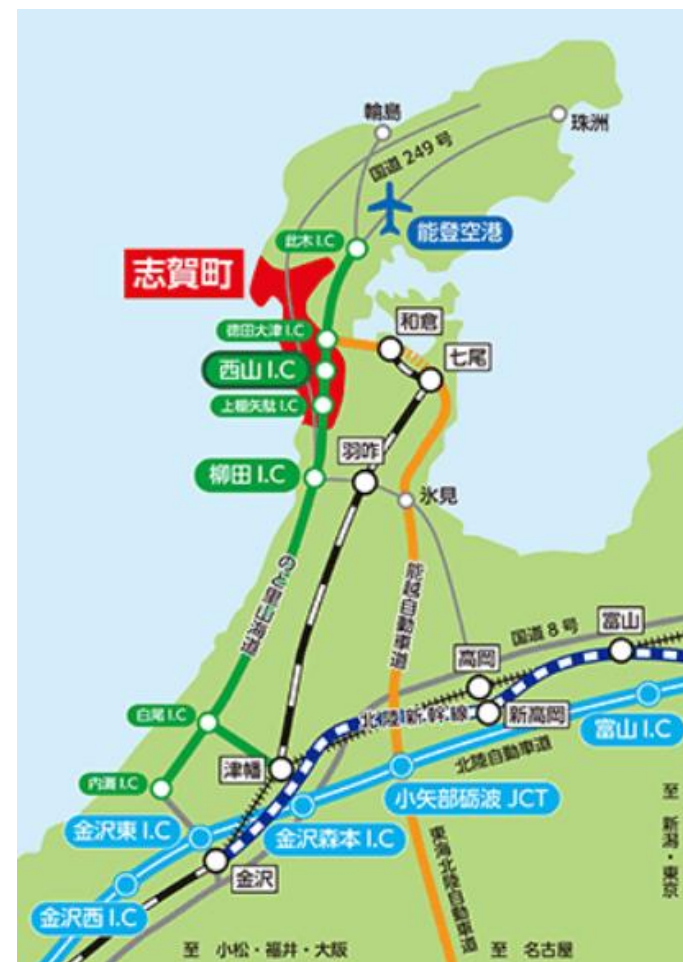 輪島
珠洲
国道249号
能登空港
此木I.C
志賀町
徳田大津I.C
和倉
西山I.C
七尾
上棚矢駄I.C
羽咋
柳田I.C
氷見
のと里山海道
能越自動車道
国道8号
富山
高岡
北陸新幹線
新高岡
白尾I.C
富山I.C
北陸自動車道
津幡
内灘I.C
小矢部砺波JCT
至 新潟・東京
金沢東I.C
金沢森本I.C
東海北陸自動車道
金沢
金沢西I.C
至 小松・福井・大阪
至 名古屋